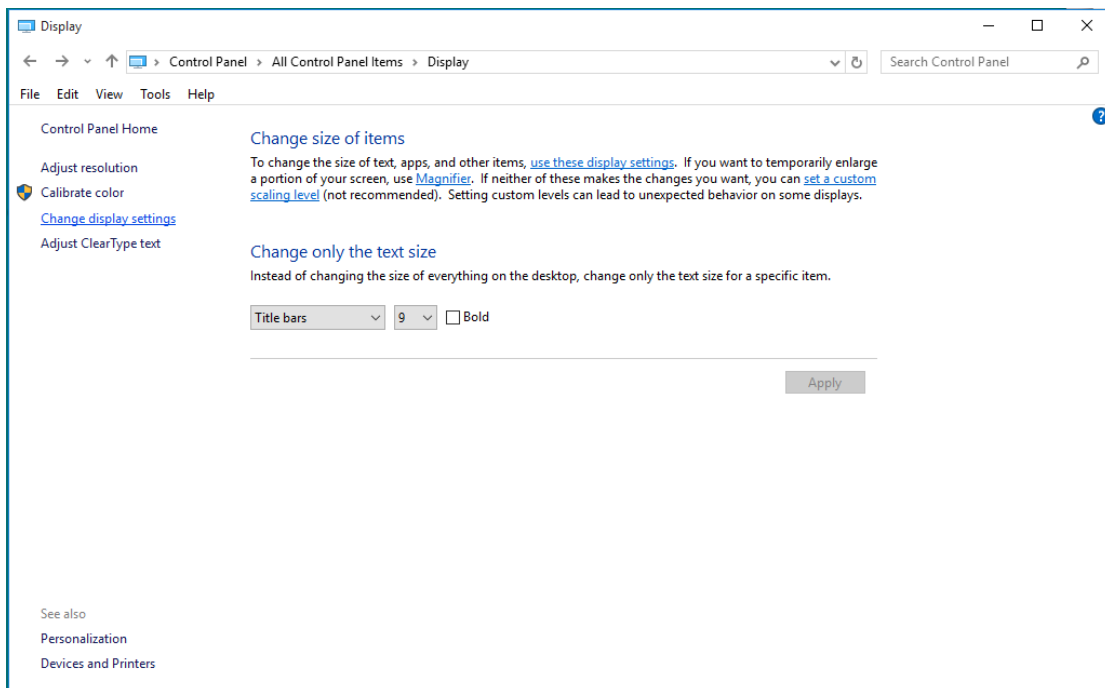 Display
Control Panel > All Control Panel Items > Display
Search Control Panel
File Edit View Tools Help
?
Control Panel Home
Adjust resolution
Calibrate color
Change display settings
Adjust ClearType text
Change size of items
To change the size of text, apps, and other items, use these display settings. If you want to temporarily enlarge
a portion of your screen, use Magnifier. If neither of these makes the changes you want, you can set a custom
scaling level (not recommended). Setting custom levels can lead to unexpected behavior on some displays.
Change only the text size
Instead of changing the size of everything on the desktop, change only the text size for a specific item.
Title bars 9 Bold
Apply
See also
Personalization
Devices and Printers